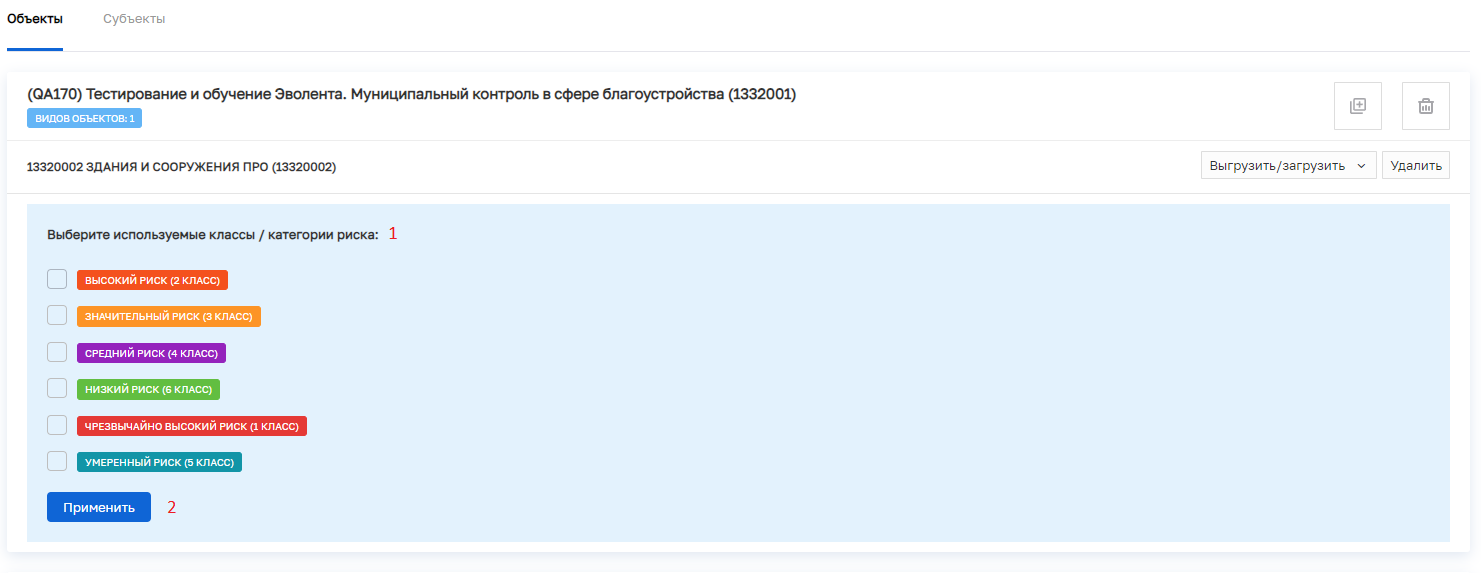 Объекты Субъекты
(QA170) Тестирование и обучение Эволента. Муниципальный контроль в сфере благоустройства (1332001)
ВИДОВ ОБЪЕКТОВ: 1
13320002 ЗДАНИЯ И СООРУЖЕНИЯ ПРО (13320002) Выгрузить/загрузить Удалить
Выберите используемые классы / категории риска: 1
ВЫСОКИЙ РИСК (2 КЛАСС)
ЗНАЧИТЕЛЬНЫЙ РИСК (3 КЛАСС)
СРЕДНИЙ РИСК (4 КЛАСС)
НИЗКИЙ РИСК (6 КЛАСС)
ЧРЕЗВЫЧАЙНО ВЫСОКИЙ РИСК (1 КЛАСС)
УМЕРЕННЫЙ РИСК (5 КЛАСС)
Применить 2